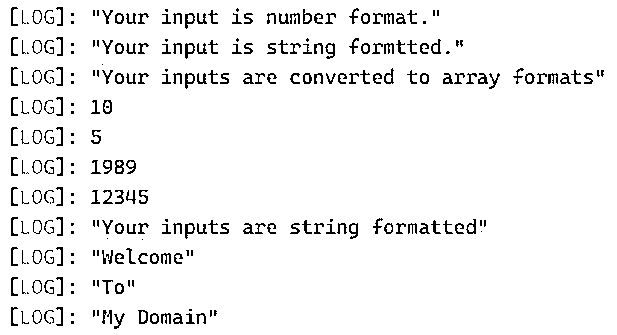 [LOG]: "Your input is number format."
[LOG]: "Your input is string formtted."
[LOG]: "Your inputs are converted to array formats"
[LOG]: 10
[LOG]: 5
[LOG]: 1989
[LOG]: 12345
[LOG]: "Your inputs are string formatted"
[LOG]: "Welcome"
[LOG]: "To"
[LOG]: "My Domain"